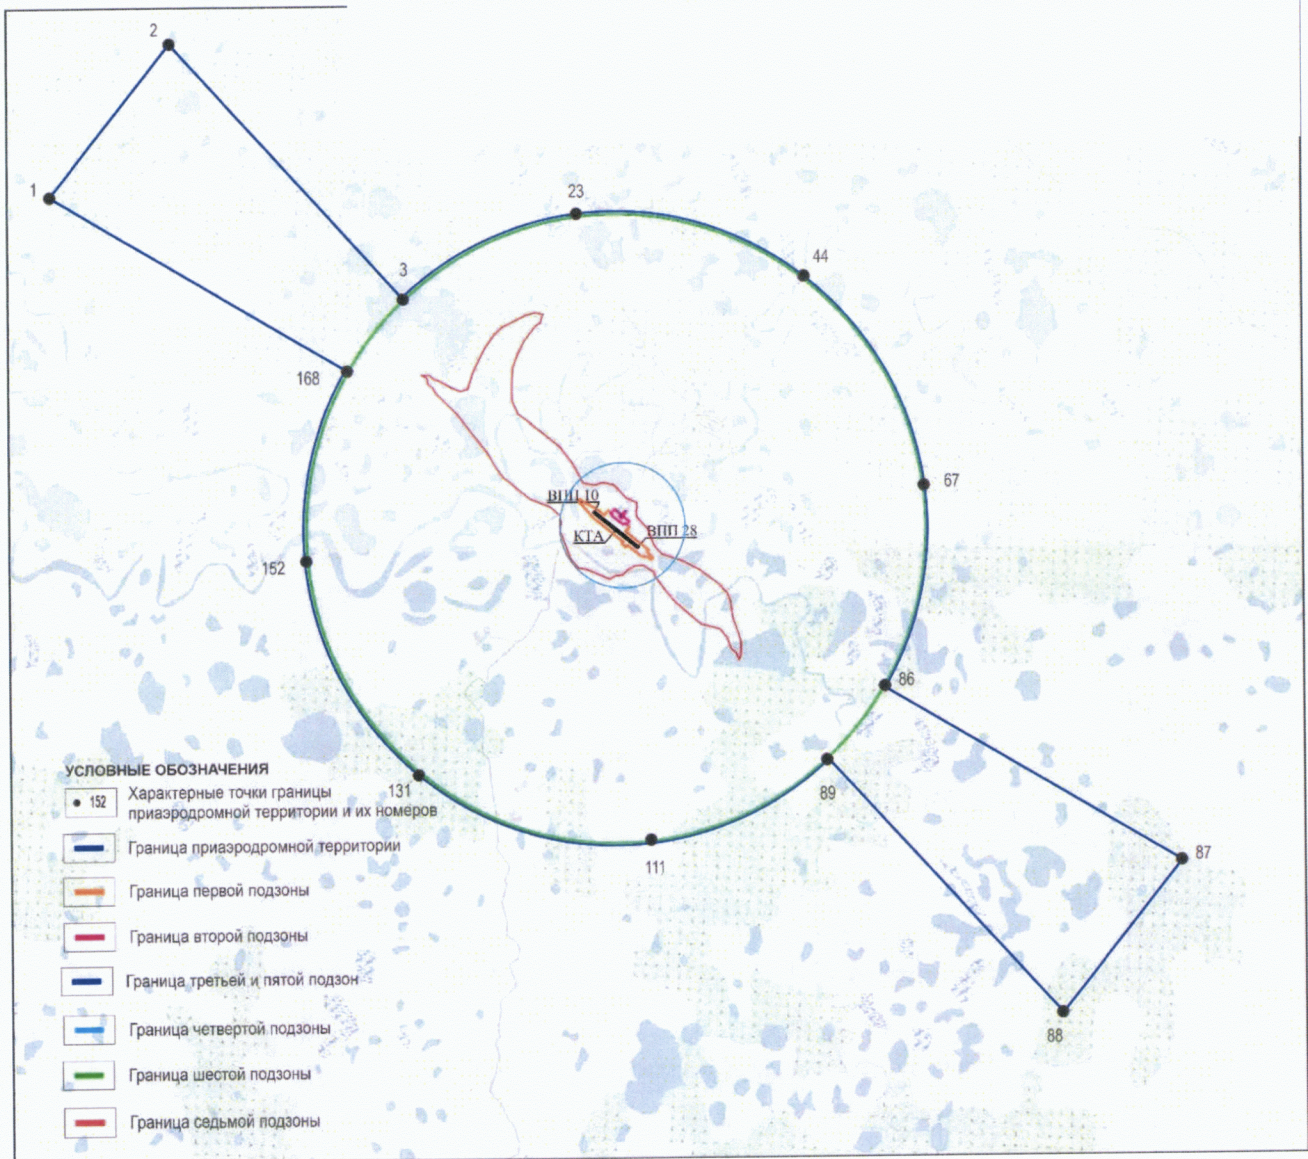 2
1
23
44
3
168
67
ВПП 10
ВПП 28
КТА
152
86
131
89
111
87
88
УСЛОВНЫЕ ОБОЗНАЧЕНИЯ
152 Характерные точки границы
приаэродромной территории и их номеров
Граница приаэродромной территории
Граница первой подзоны
Граница второй подзоны
Граница третьей и пятой подзон
Граница четвертой подзоны
Граница шестой подзоны
Граница седьмой подзоны